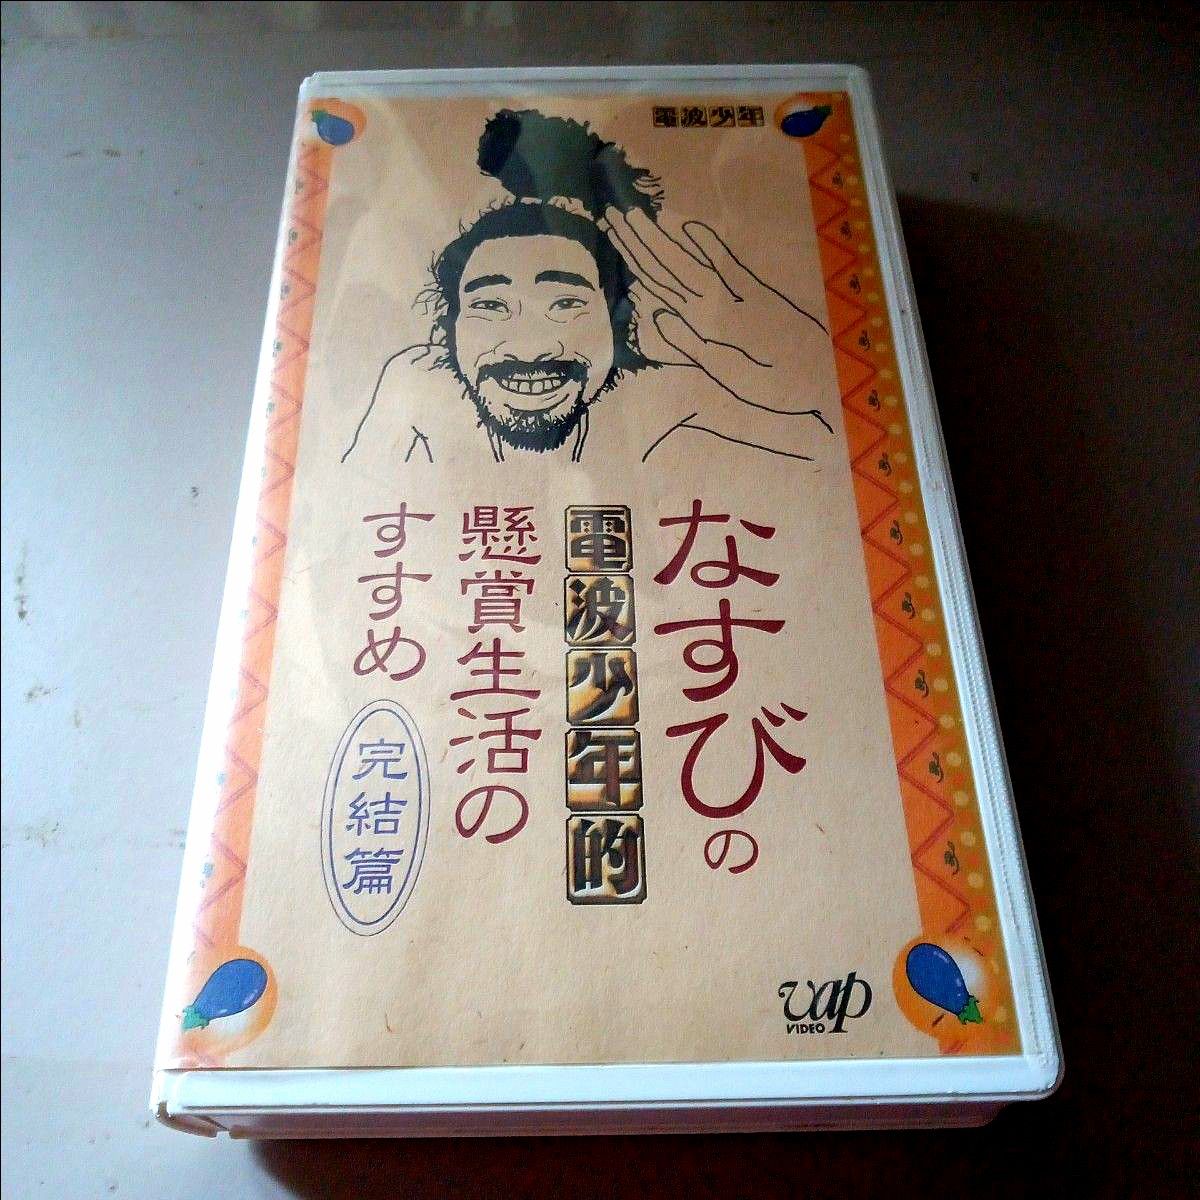 電波少年
なすびの
電波少年的
懸賞生活の
すすめ
完結篇
vap
VIDEO